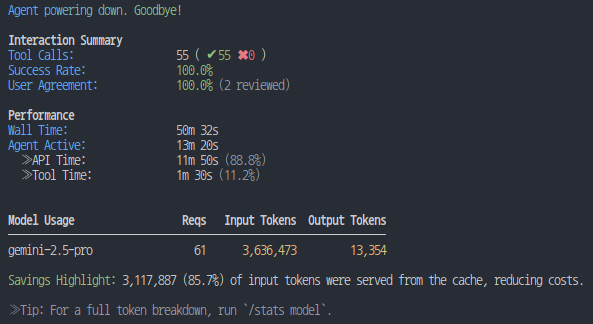 Agent powering down. Goodbye!
Interaction Summary
Tool Calls: 55 ( ✔55 ✖0 )
Success Rate: 100.0%
User Agreement: 100.0% (2 reviewed)
Performance
Wall Time: 50m 32s
Agent Active: 13m 20s
»API Time: 11m 50s (88.8%)
»Tool Time: 1m 30s (11.2%)
Model Usage Reqs Input Tokens Output Tokens
gemini-2.5-pro 61 3,636,473 13,354
Savings Highlight: 3,117,887 (85.7%) of input tokens were served from the cache, reducing costs.
»Tip: For a full token breakdown, run `/stats model`.